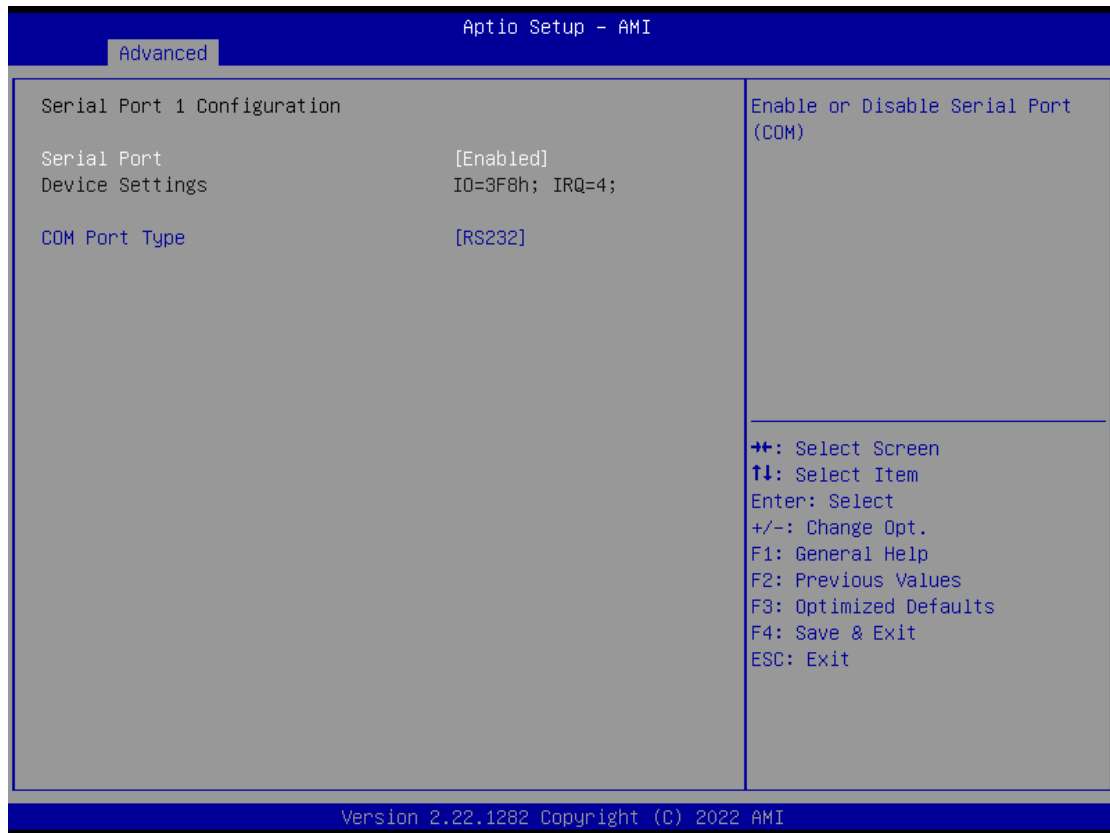 Aptio Setup – AMI
Advanced
Serial Port 1 Configuration
Serial Port [Enabled]
Device Settings IO=3F8h; IRQ=4;
COM Port Type [RS232]
Enable or Disable Serial Port
(COM)
→←: Select Screen
↑↓: Select Item
Enter: Select
+/-: Change Opt.
F1: General Help
F2: Previous Values
F3: Optimized Defaults
F4: Save & Exit
ESC: Exit
Version 2.22.1282 Copyright (C) 2022 AMI